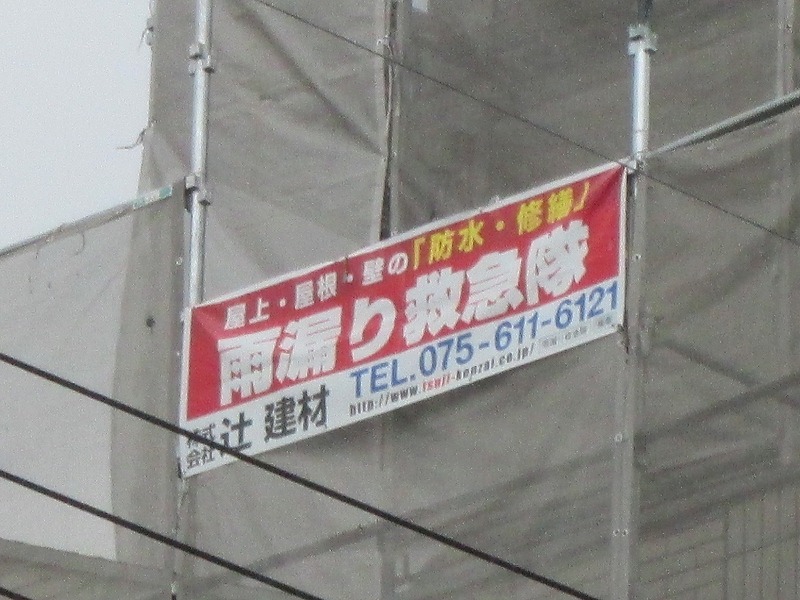 屋上・屋根・壁の「防水・修繕」
雨漏り救急隊
株式会社 辻 建材
TEL.075-611-6121
http://www.tsuji-kenzai.co.jp/